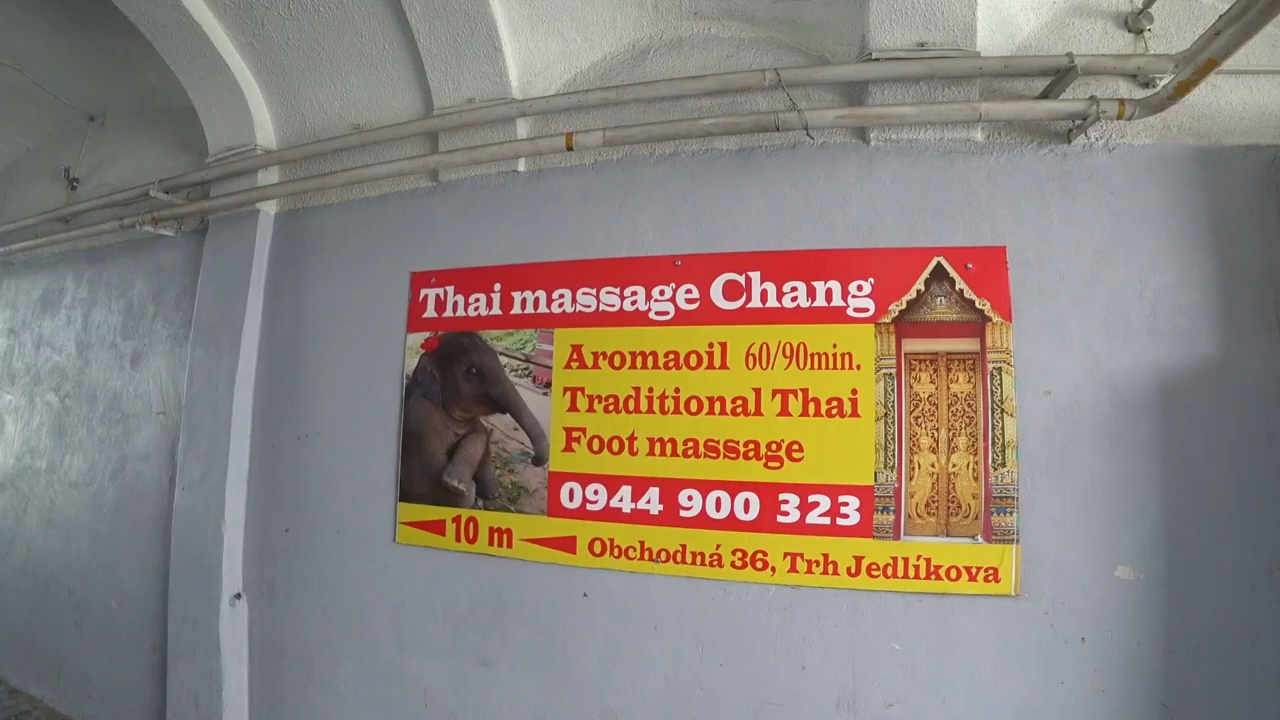 Thai massage Chang
Aromaoil 60/90min.
Traditional Thai
Foot massage
0944 900 323
10 m
Obchodná 36, Trh Jedlíkova